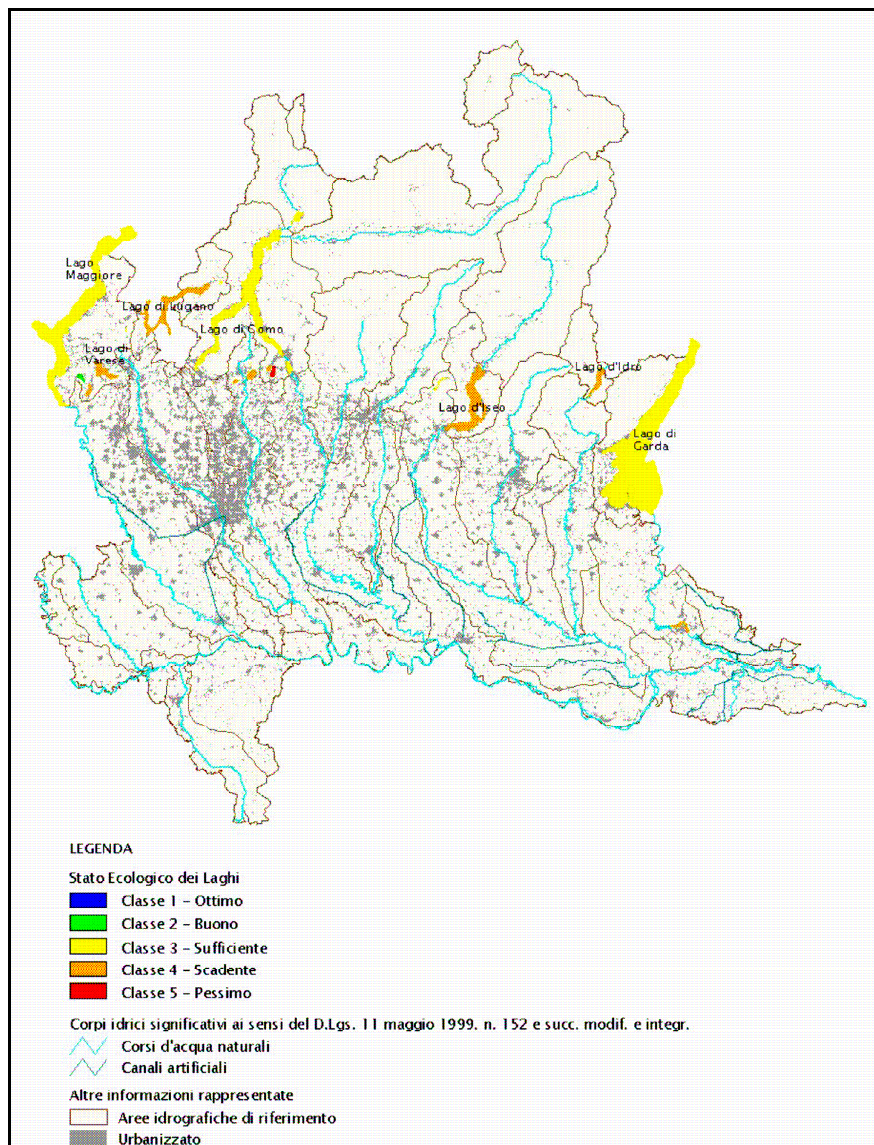 Lago
Maggiore
Lago di Lugano
Lago di Como
Lago di
Varese
Lago d'Idro
Lago d'Iseo
Lago di
Garda
LEGENDA
Stato Ecologico dei Laghi
Classe 1 – Ottimo
Classe 2 – Buono
Classe 3 – Sufficiente
Classe 4 – Scadente
Classe 5 – Pessimo
Corpi idrici significativi ai sensi del D.Lgs. 11 maggio 1999. n. 152 e succ. modif. e integr.
Corsi d'acqua naturali
Canali artificiali
Altre informazioni rappresentate
Aree idrografiche di riferimento
Urbanizzato